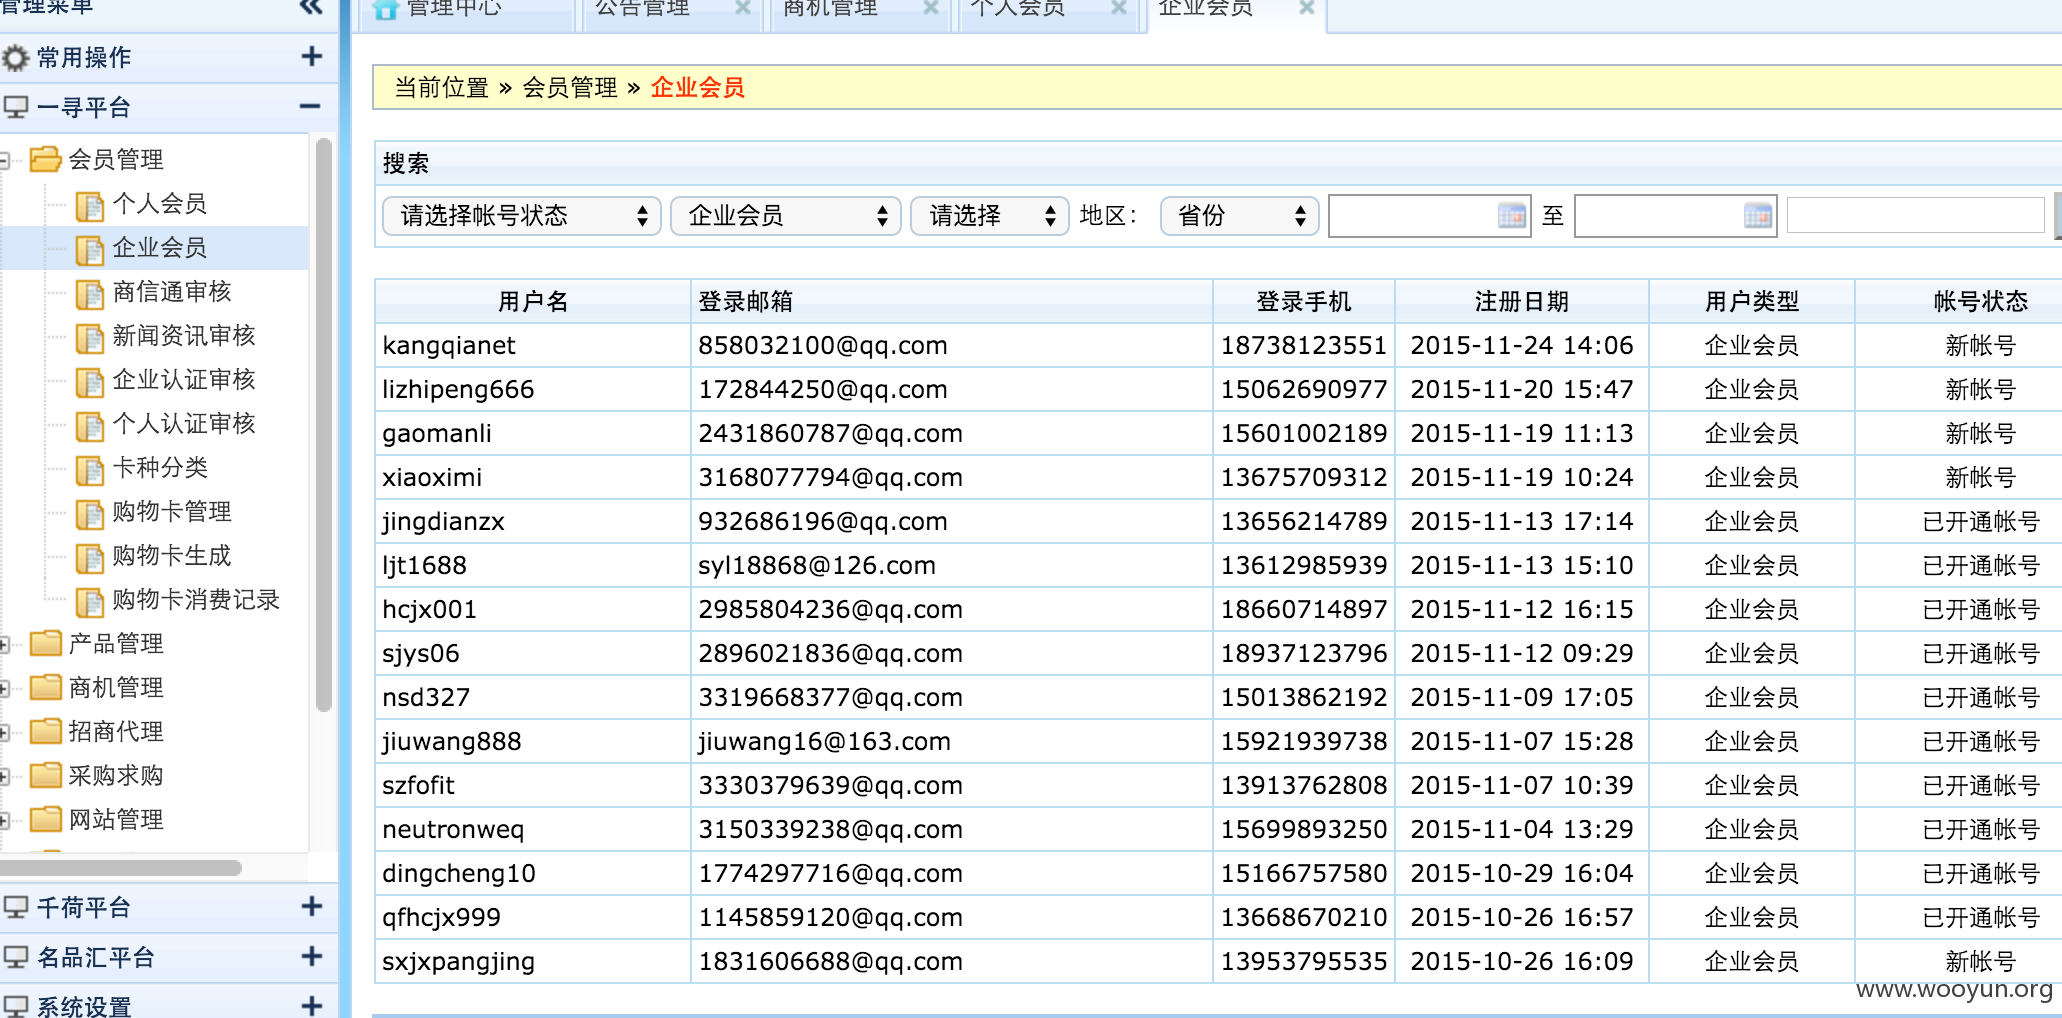 管理菜单
常用操作
一寻平台
会员管理
个人会员
企业会员
商信通审核
新闻资讯审核
企业认证审核
个人认证审核
卡种分类
购物卡管理
购物卡生成
购物卡消费记录
产品管理
商机管理
招商代理
采购求购
网站管理
千荷平台
名品汇平台
系统设置
管理中心 公告管理 商机管理 个人会员 企业会员
当前位置 » 会员管理 » 企业会员
搜索
请选择帐号状态 企业会员 请选择 地区： 省份 至
用户名 登录邮箱 登录手机 注册日期 用户类型 帐号状态
kangqianet 858032100@qq.com 18738123551 2015-11-24 14:06 企业会员 新帐号
lizhipeng666 172844250@qq.com 15062690977 2015-11-20 15:47 企业会员 新帐号
gaomanli 2431860787@qq.com 15601002189 2015-11-19 11:13 企业会员 新帐号
xiaoximi 3168077794@qq.com 13675709312 2015-11-19 10:24 企业会员 新帐号
jingdianzx 932686196@qq.com 13656214789 2015-11-13 17:14 企业会员 已开通帐号
ljt1688 syl18868@126.com 13612985939 2015-11-13 15:10 企业会员 已开通帐号
hcjx001 2985804236@qq.com 18660714897 2015-11-12 16:15 企业会员 已开通帐号
sjys06 2896021836@qq.com 18937123796 2015-11-12 09:29 企业会员 已开通帐号
nsd327 3319668377@qq.com 15013862192 2015-11-09 17:05 企业会员 已开通帐号
jiuwang888 jiuwang16@163.com 15921939738 2015-11-07 15:28 企业会员 已开通帐号
szfofit 3330379639@qq.com 13913762808 2015-11-07 10:39 企业会员 已开通帐号
neutronweq 3150339238@qq.com 15699893250 2015-11-04 13:29 企业会员 已开通帐号
dingcheng10 1774297716@qq.com 15166757580 2015-10-29 16:04 企业会员 已开通帐号
qfhcjx999 1145859120@qq.com 13668670210 2015-10-26 16:57 企业会员 已开通帐号
sxjxpangjing 1831606688@qq.com 13953795535 2015-10-26 16:09 企业会员 新帐号
www.wooyun.org